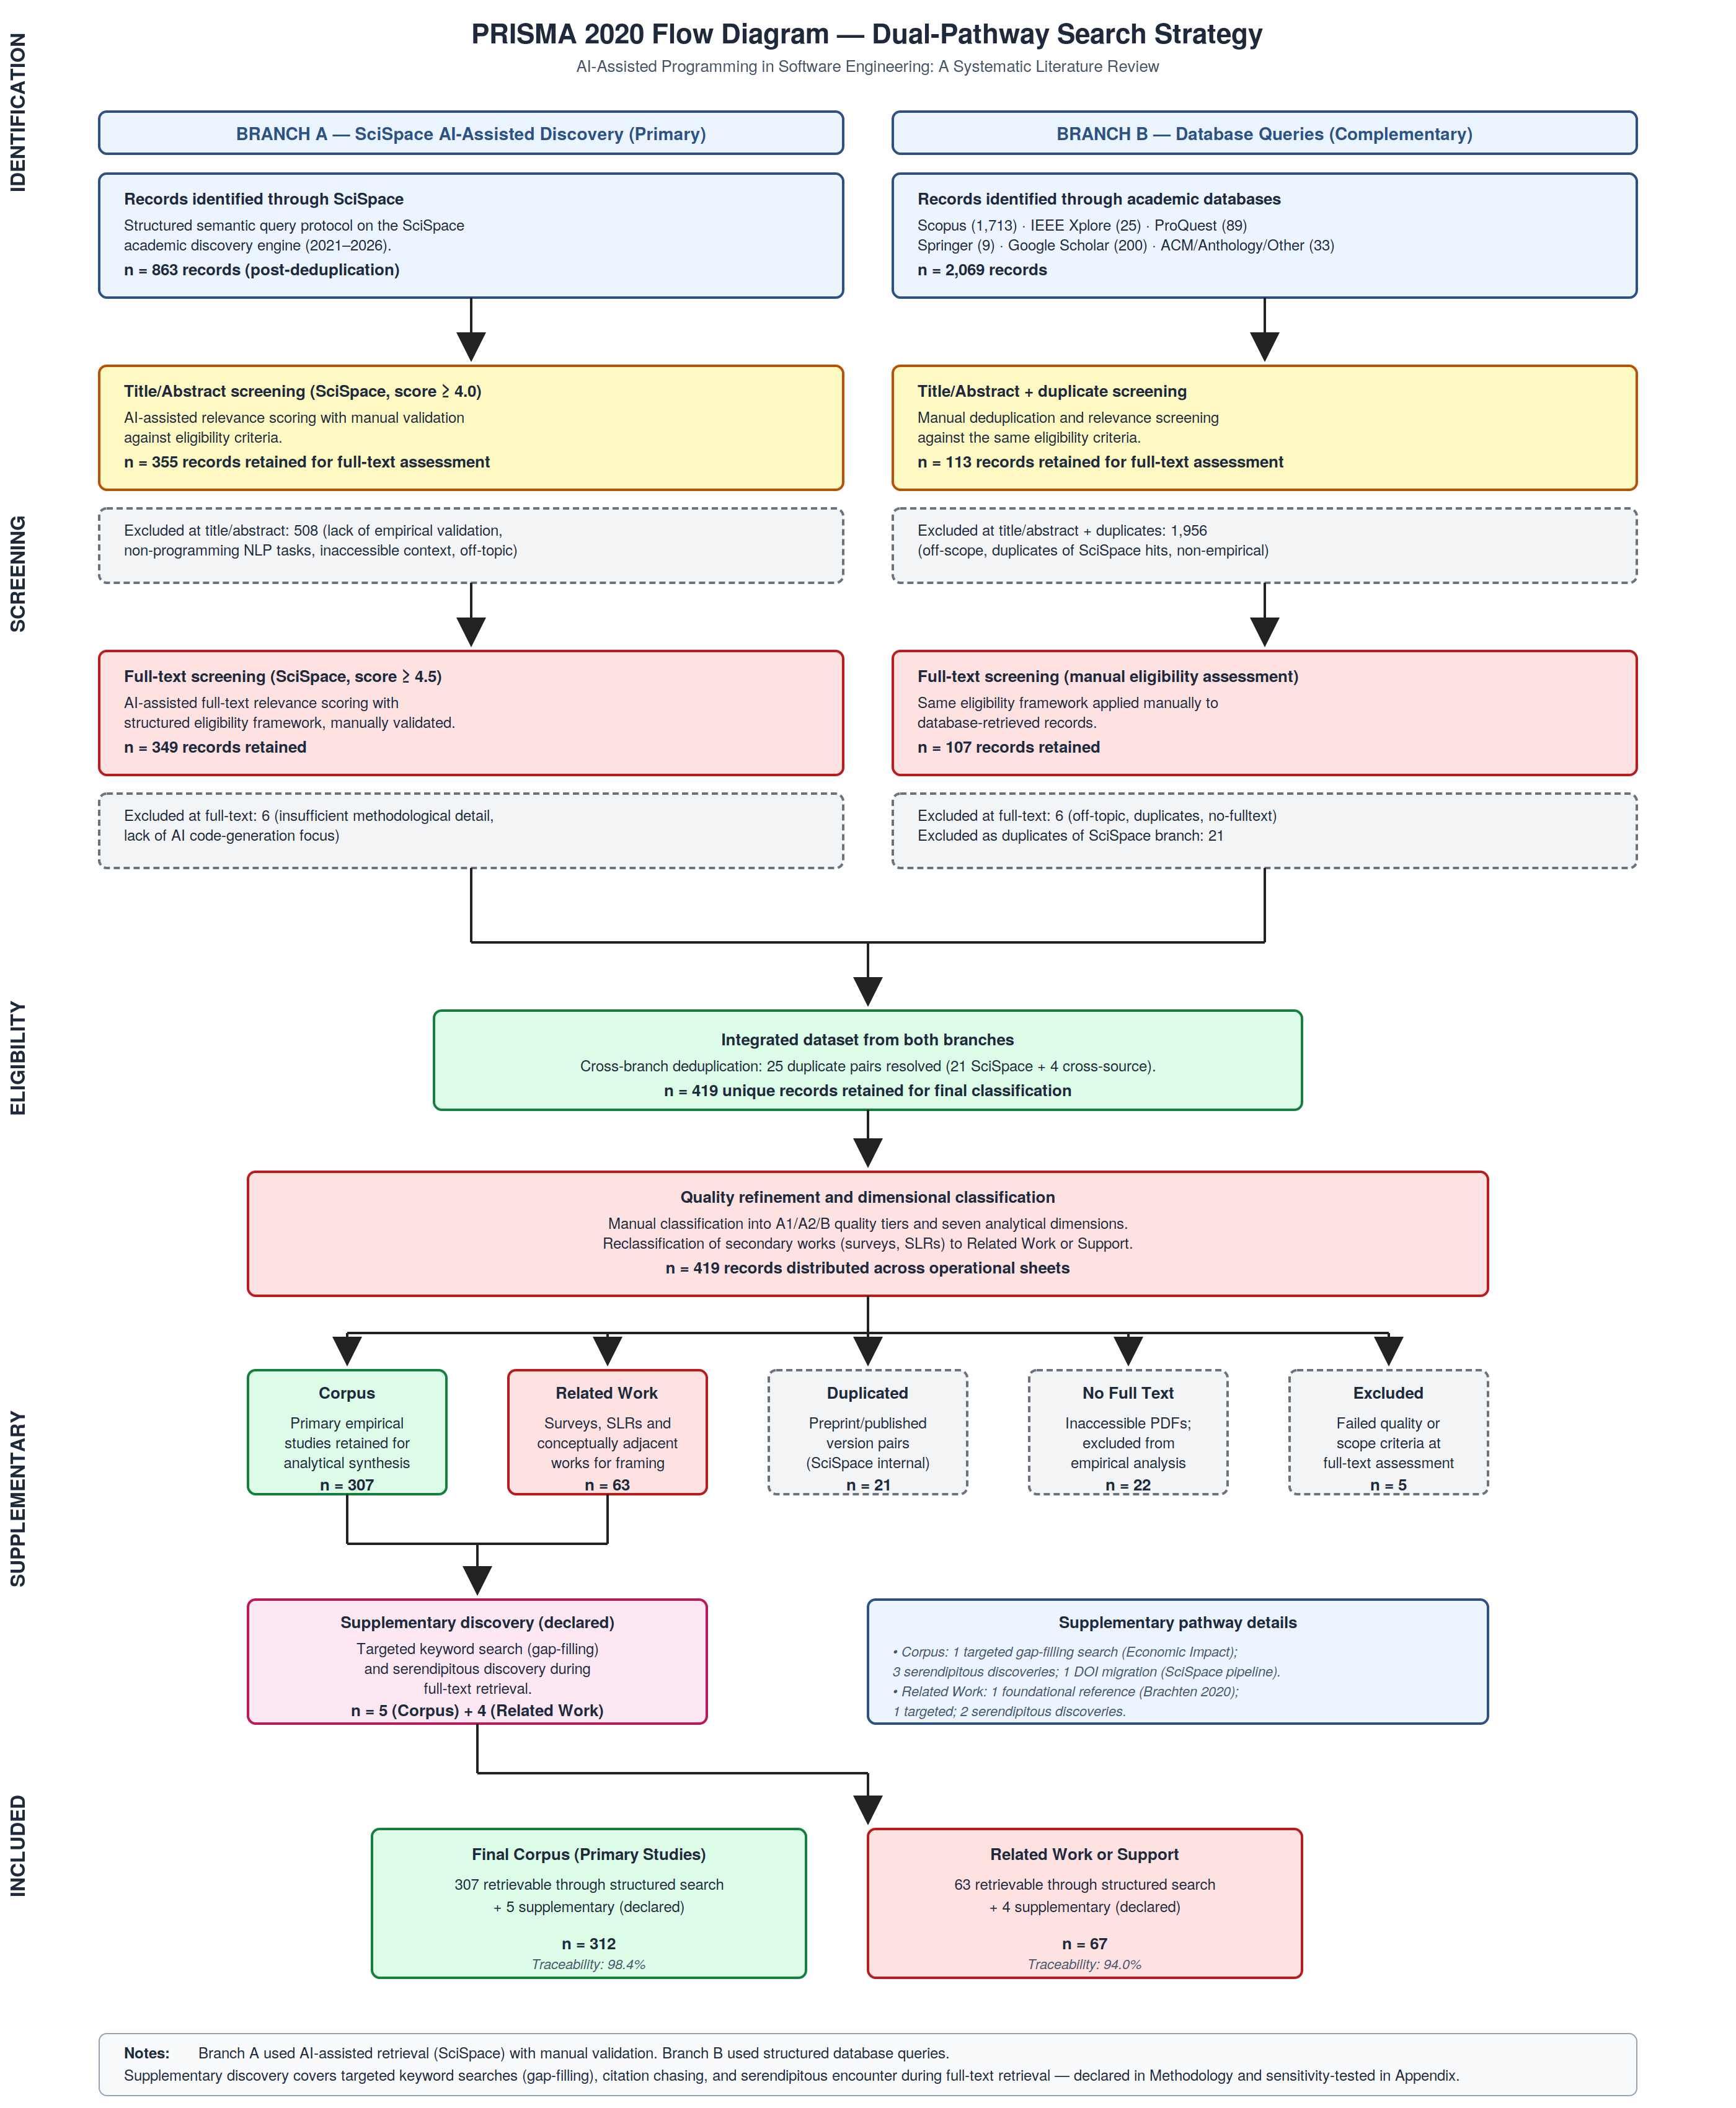 PRISMA 2020 Flow Diagram — Dual-Pathway Search Strategy
AI-Assisted Programming in Software Engineering: A Systematic Literature Review
IDENTIFICATION
BRANCH A — SciSpace AI-Assisted Discovery (Primary)
BRANCH B — Database Queries (Complementary)
Records identified through SciSpace
Structured semantic query protocol on the SciSpace
academic discovery engine (2021–2026).
n = 863 records (post-deduplication)
Records identified through academic databases
Scopus (1,713) · IEEE Xplore (25) · ProQuest (89)
Springer (9) · Google Scholar (200) · ACM/Anthology/Other (33)
n = 2,069 records
SCREENING
Title/Abstract screening (SciSpace, score ≥ 4.0)
AI-assisted relevance scoring with manual validation
against eligibility criteria.
n = 355 records retained for full-text assessment
Title/Abstract + duplicate screening
Manual deduplication and relevance screening
against the same eligibility criteria.
n = 113 records retained for full-text assessment
Excluded at title/abstract: 508 (lack of empirical validation,
non-programming NLP tasks, inaccessible context, off-topic)
Excluded at title/abstract + duplicates: 1,956
(off-scope, duplicates of SciSpace hits, non-empirical)
Full-text screening (SciSpace, score ≥ 4.5)
AI-assisted full-text relevance scoring with
structured eligibility framework, manually validated.
n = 349 records retained
Full-text screening (manual eligibility assessment)
Same eligibility framework applied manually to
database-retrieved records.
n = 107 records retained
Excluded at full-text: 6 (insufficient methodological detail,
lack of AI code-generation focus)
Excluded at full-text: 6 (off-topic, duplicates, no-fulltext)
Excluded as duplicates of SciSpace branch: 21
ELIGIBILITY
Integrated dataset from both branches
Cross-branch deduplication: 25 duplicate pairs resolved (21 SciSpace + 4 cross-source).
n = 419 unique records retained for final classification
Quality refinement and dimensional classification
Manual classification into A1/A2/B quality tiers and seven analytical dimensions.
Reclassification of secondary works (surveys, SLRs) to Related Work or Support.
n = 419 records distributed across operational sheets
SUPPLEMENTARY
Corpus
Primary empirical
studies retained for
analytical synthesis
n = 307
Related Work
Surveys, SLRs and
conceptually adjacent
works for framing
n = 63
Duplicated
Preprint/published
version pairs
(SciSpace internal)
n = 21
No Full Text
Inaccessible PDFs;
excluded from
empirical analysis
n = 22
Excluded
Failed quality or
scope criteria at
full-text assessment
n = 5
Supplementary discovery (declared)
Targeted keyword search (gap-filling)
and serendipitous discovery during
full-text retrieval.
n = 5 (Corpus) + 4 (Related Work)
Supplementary pathway details
• Corpus: 1 targeted gap-filling search (Economic Impact);
3 serendipitous discoveries; 1 DOI migration (SciSpace pipeline).
• Related Work: 1 foundational reference (Brachten 2020);
1 targeted; 2 serendipitous discoveries.
INCLUDED
Final Corpus (Primary Studies)
307 retrievable through structured search
+ 5 supplementary (declared)
n = 312
Traceability: 98.4%
Related Work or Support
63 retrievable through structured search
+ 4 supplementary (declared)
n = 67
Traceability: 94.0%
Notes: Branch A used AI-assisted retrieval (SciSpace) with manual validation. Branch B used structured database queries.
Supplementary discovery covers targeted keyword searches (gap-filling), citation chasing, and serendipitous encounter during full-text retrieval — declared in Methodology and sensitivity-tested in Appendix.